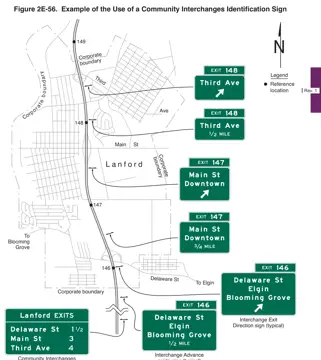 Figure 2E-56. Example of the Use of a Community Interchanges Identification Sign
149
Corporate
boundary
N
Third
Corporate boundary
EXIT 148
Third Ave
Legend
Reference
location
Rev. 1
Ave
148
EXIT 148
Third Ave
1/2 MILE
Main St
Lanford
Corporate
boundary
EXIT 147
Main St
Downtown
147
EXIT 147
Main St
Downtown
3/4 MILE
To
Blooming
Grove
146
EXIT 146
Delaware St
Elgin
Blooming Grove
Delaware St
To Elgin
Corporate boundary
Interchange Exit
Direction sign (typical)
Lanford EXITS
Delaware St 1 1/2
Main St 3
Third Ave 4
EXIT 146
Delaware St
Elgin
Blooming Grove
1/2 MILE
Community Interchanges
Interchange Advance